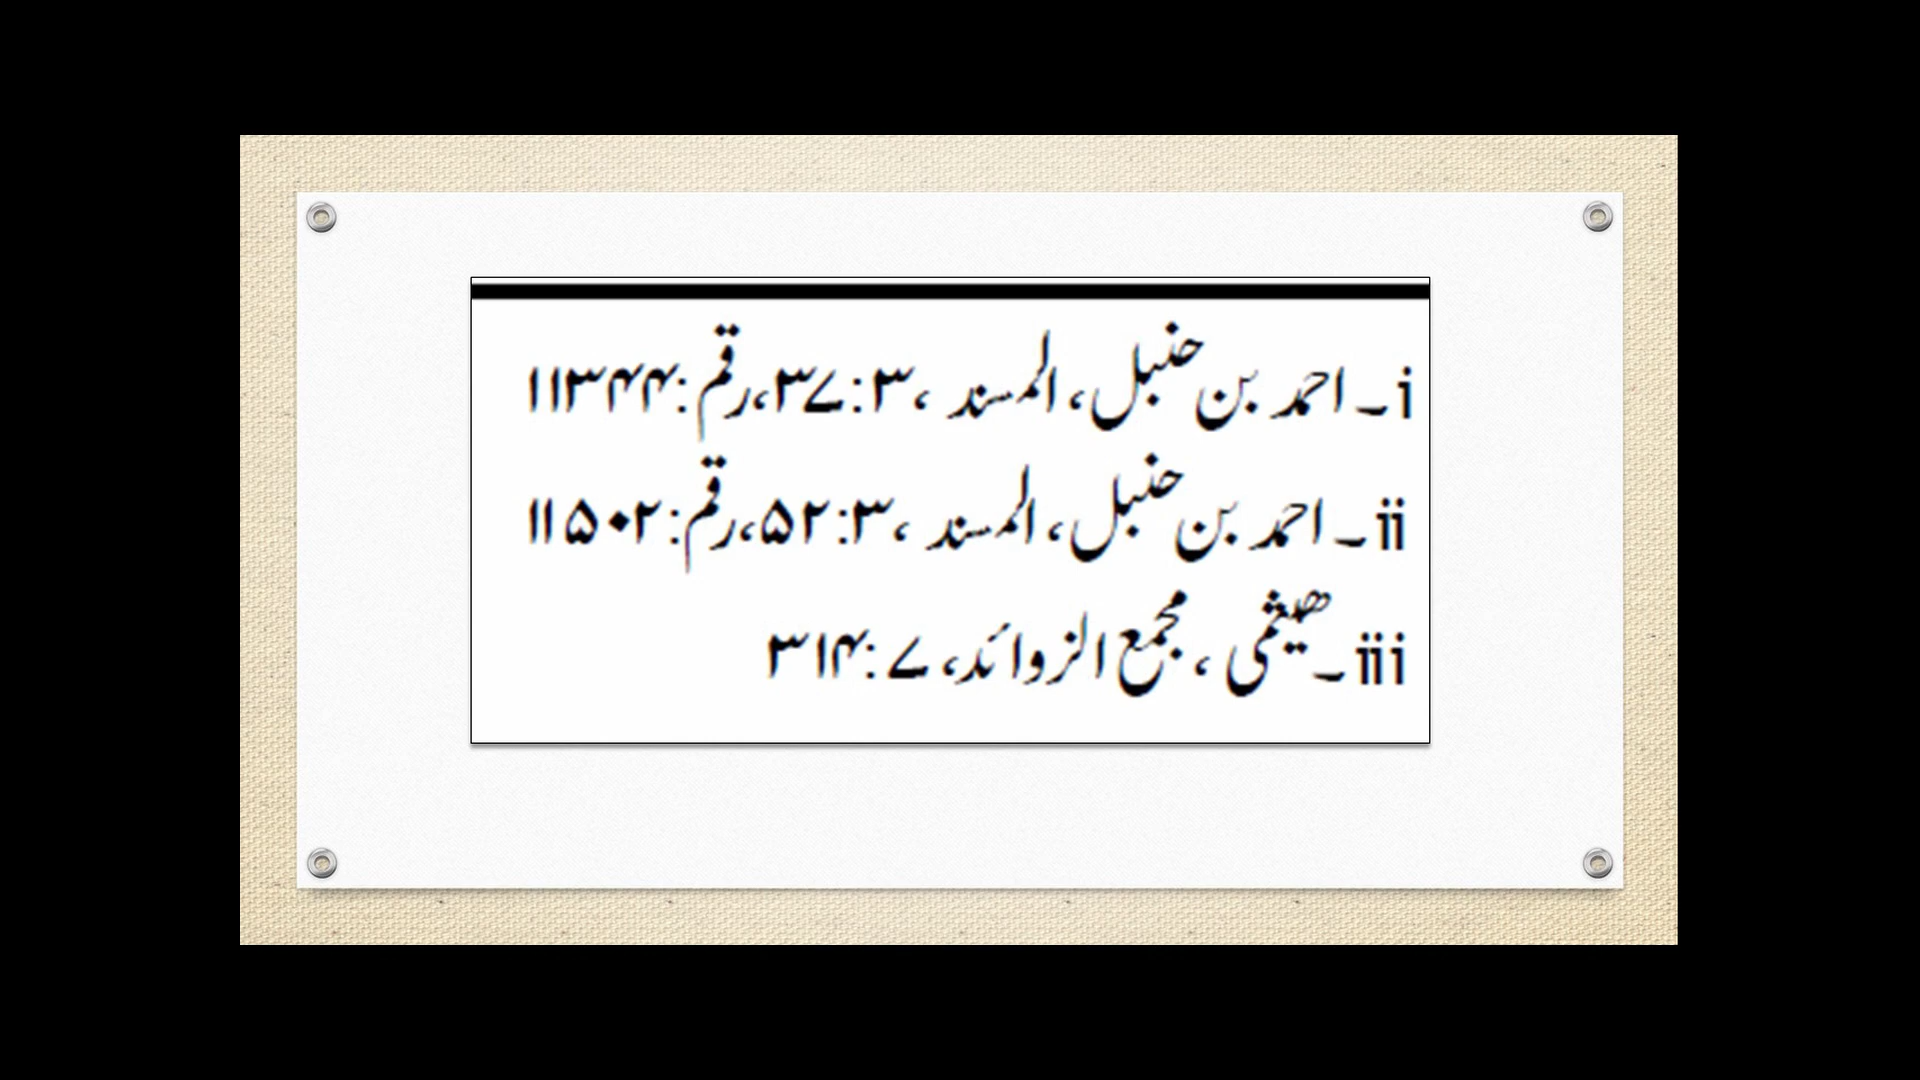 i۔ احمد بن حنبل، المسند ،۳:۳۷،رقم:۱۱۳۴۴
ii۔ احمد بن حنبل، المسند ،۳:۵۲،رقم:۱۱۵۰۲
iii۔ھیثمی ، مجمع الزوائد، ۷:۳۱۴